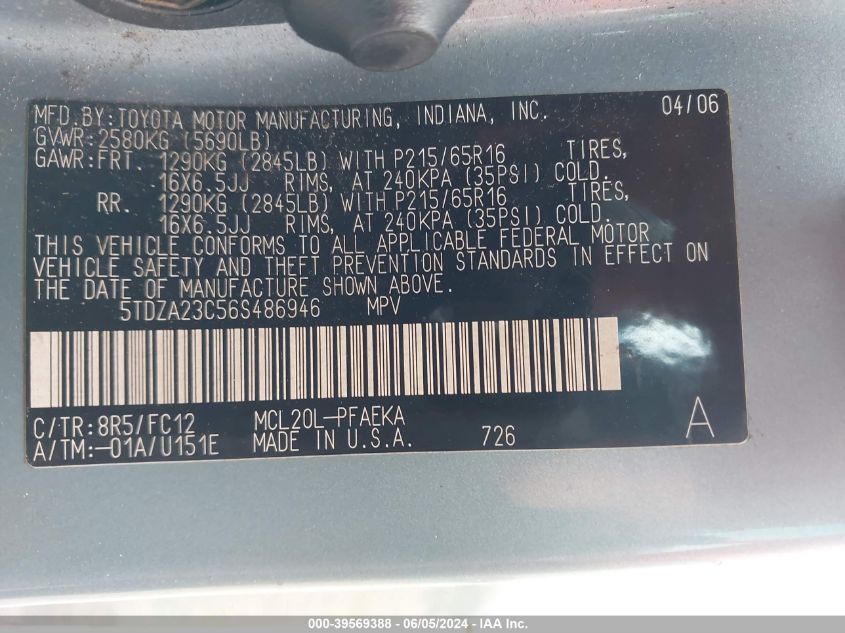 MFD. BY: TOYOTA MOTOR MANUFACTURING, INDIANA, INC. 04/06
GVWR: 2580KG (5690LB)
GAWR: FRT. 1290KG (2845LB) WITH P215/65R16 TIRES,
16X6.5JJ RIMS, AT 240KPA (35PSI) COLD.
RR. 1290KG (2845LB) WITH P215/65R16 TIRES,
16X6.5JJ RIMS, AT 240KPA (35PSI) COLD.
THIS VEHICLE CONFORMS TO ALL APPLICABLE FEDERAL MOTOR
VEHICLE SAFETY AND THEFT PREVENTION STANDARDS IN EFFECT ON
THE DATE OF MANUFACTURE SHOWN ABOVE.
5TDZA23C56S486946 MPV
C/TR: 8R5/FC12 MCL20L-PFAEKA
A/TM:-01A/U151E MADE IN U.S.A. 726 A
000-39569388 - 06/05/2024 - IAA Inc.